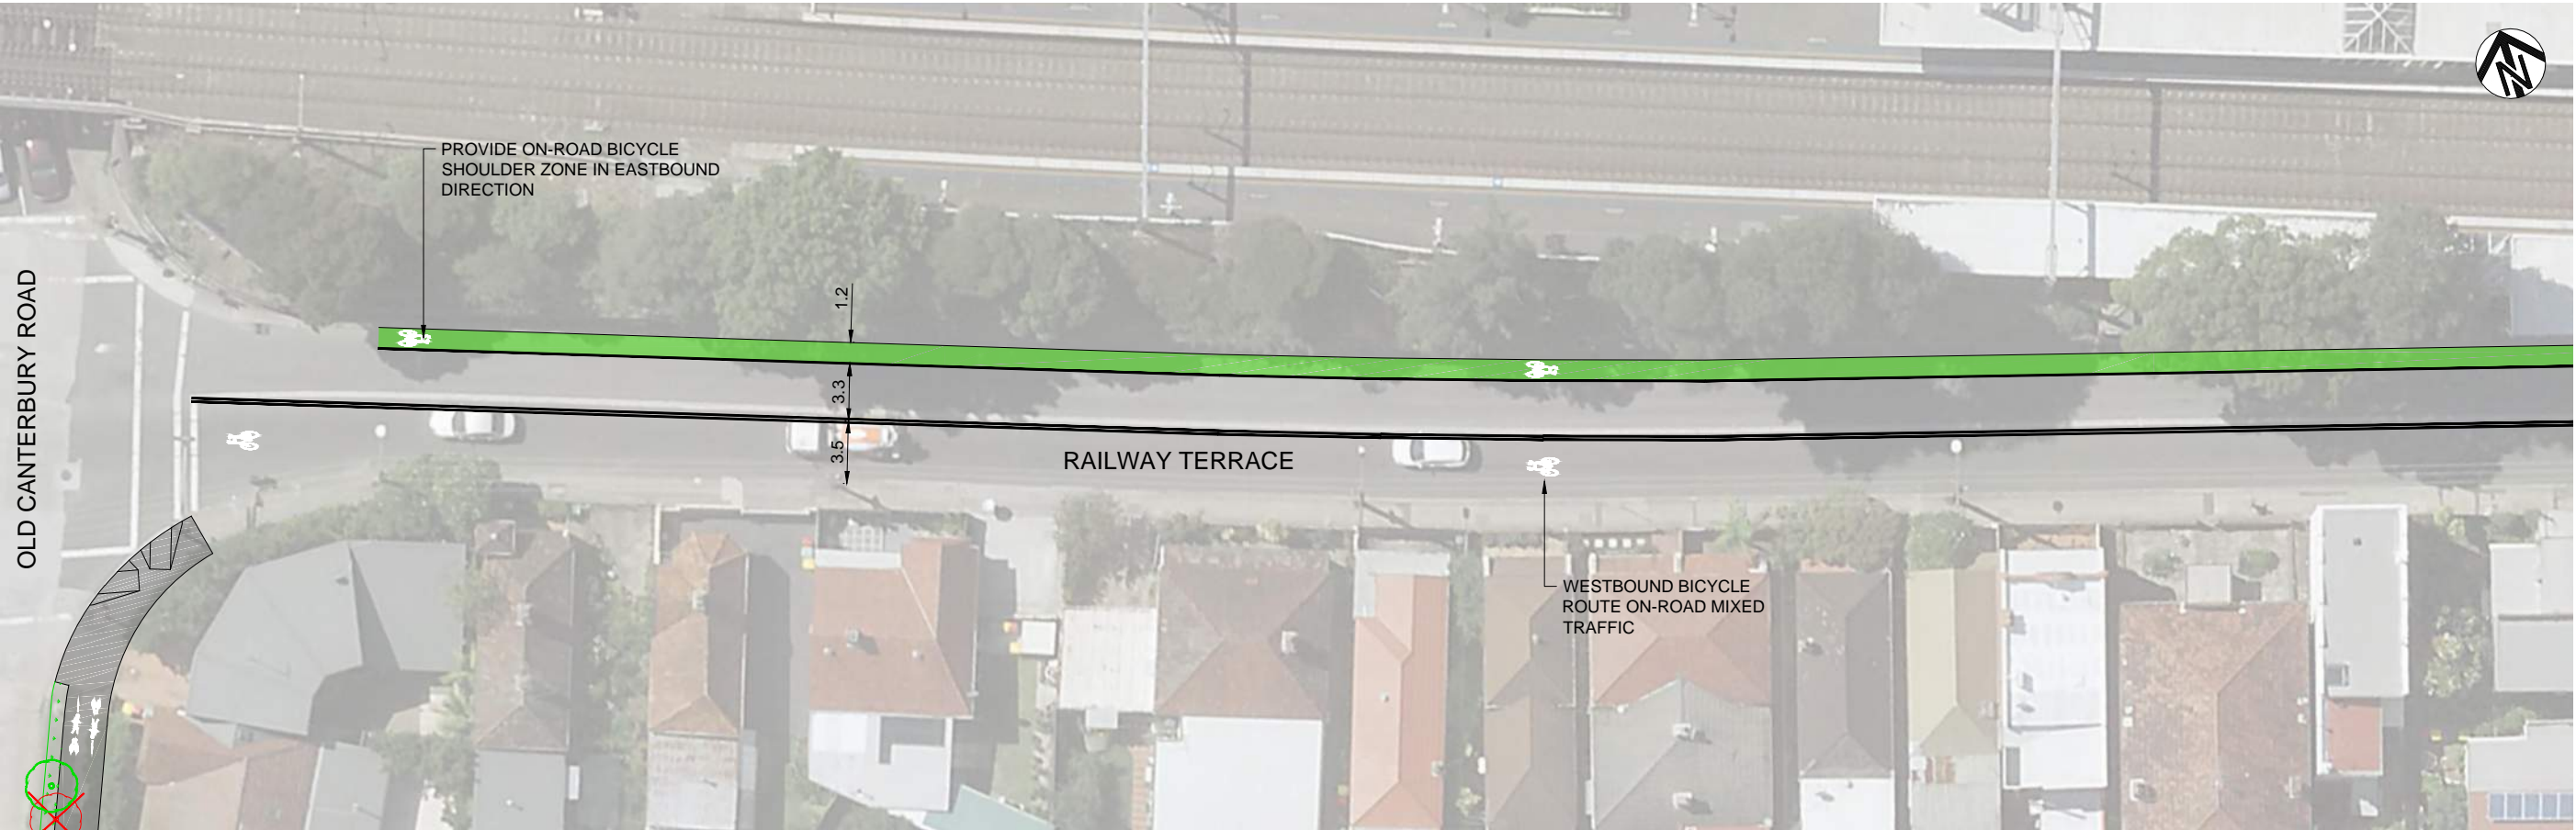 PROVIDE ON-ROAD BICYCLE
SHOULDER ZONE IN EASTBOUND
DIRECTION
OLD CANTERBURY ROAD
1.2
3.3
3.5
RAILWAY TERRACE
WESTBOUND BICYCLE
ROUTE ON-ROAD MIXED
TRAFFIC
N